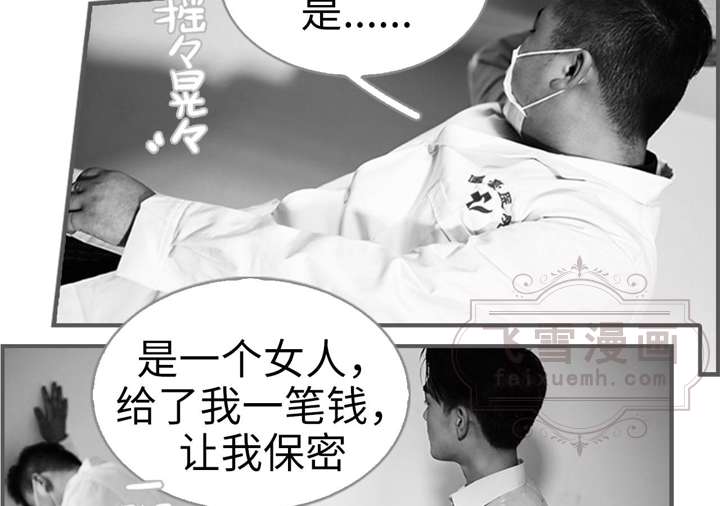 是……
摇々晃々
是一个女人，
给了我一笔钱，
让我保密
飞雪漫画
faixuemh.com